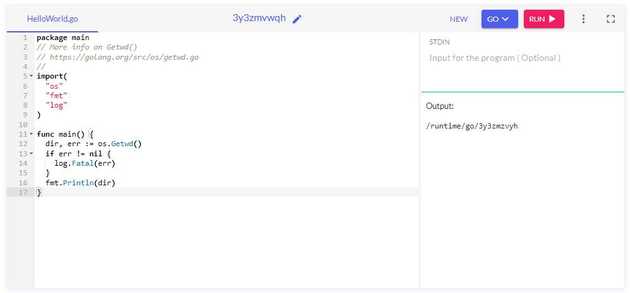 HelloWorld.go
3y3zmvwqh
NEW
GO
RUN
1 package main
2 // More info on Getwd()
3 // https://golang.org/src/os/getwd.go
4 //
5 import(
6 "os"
7 "fmt"
8 "log"
9 )
10
11 func main() {
12 dir, err := os.Getwd()
13 if err != nil {
14 log.Fatal(err)
15 }
16 fmt.Println(dir)
17 }
STDIN
Input for the program ( Optional )
Output:
/runtime/go/3y3zmzvyh